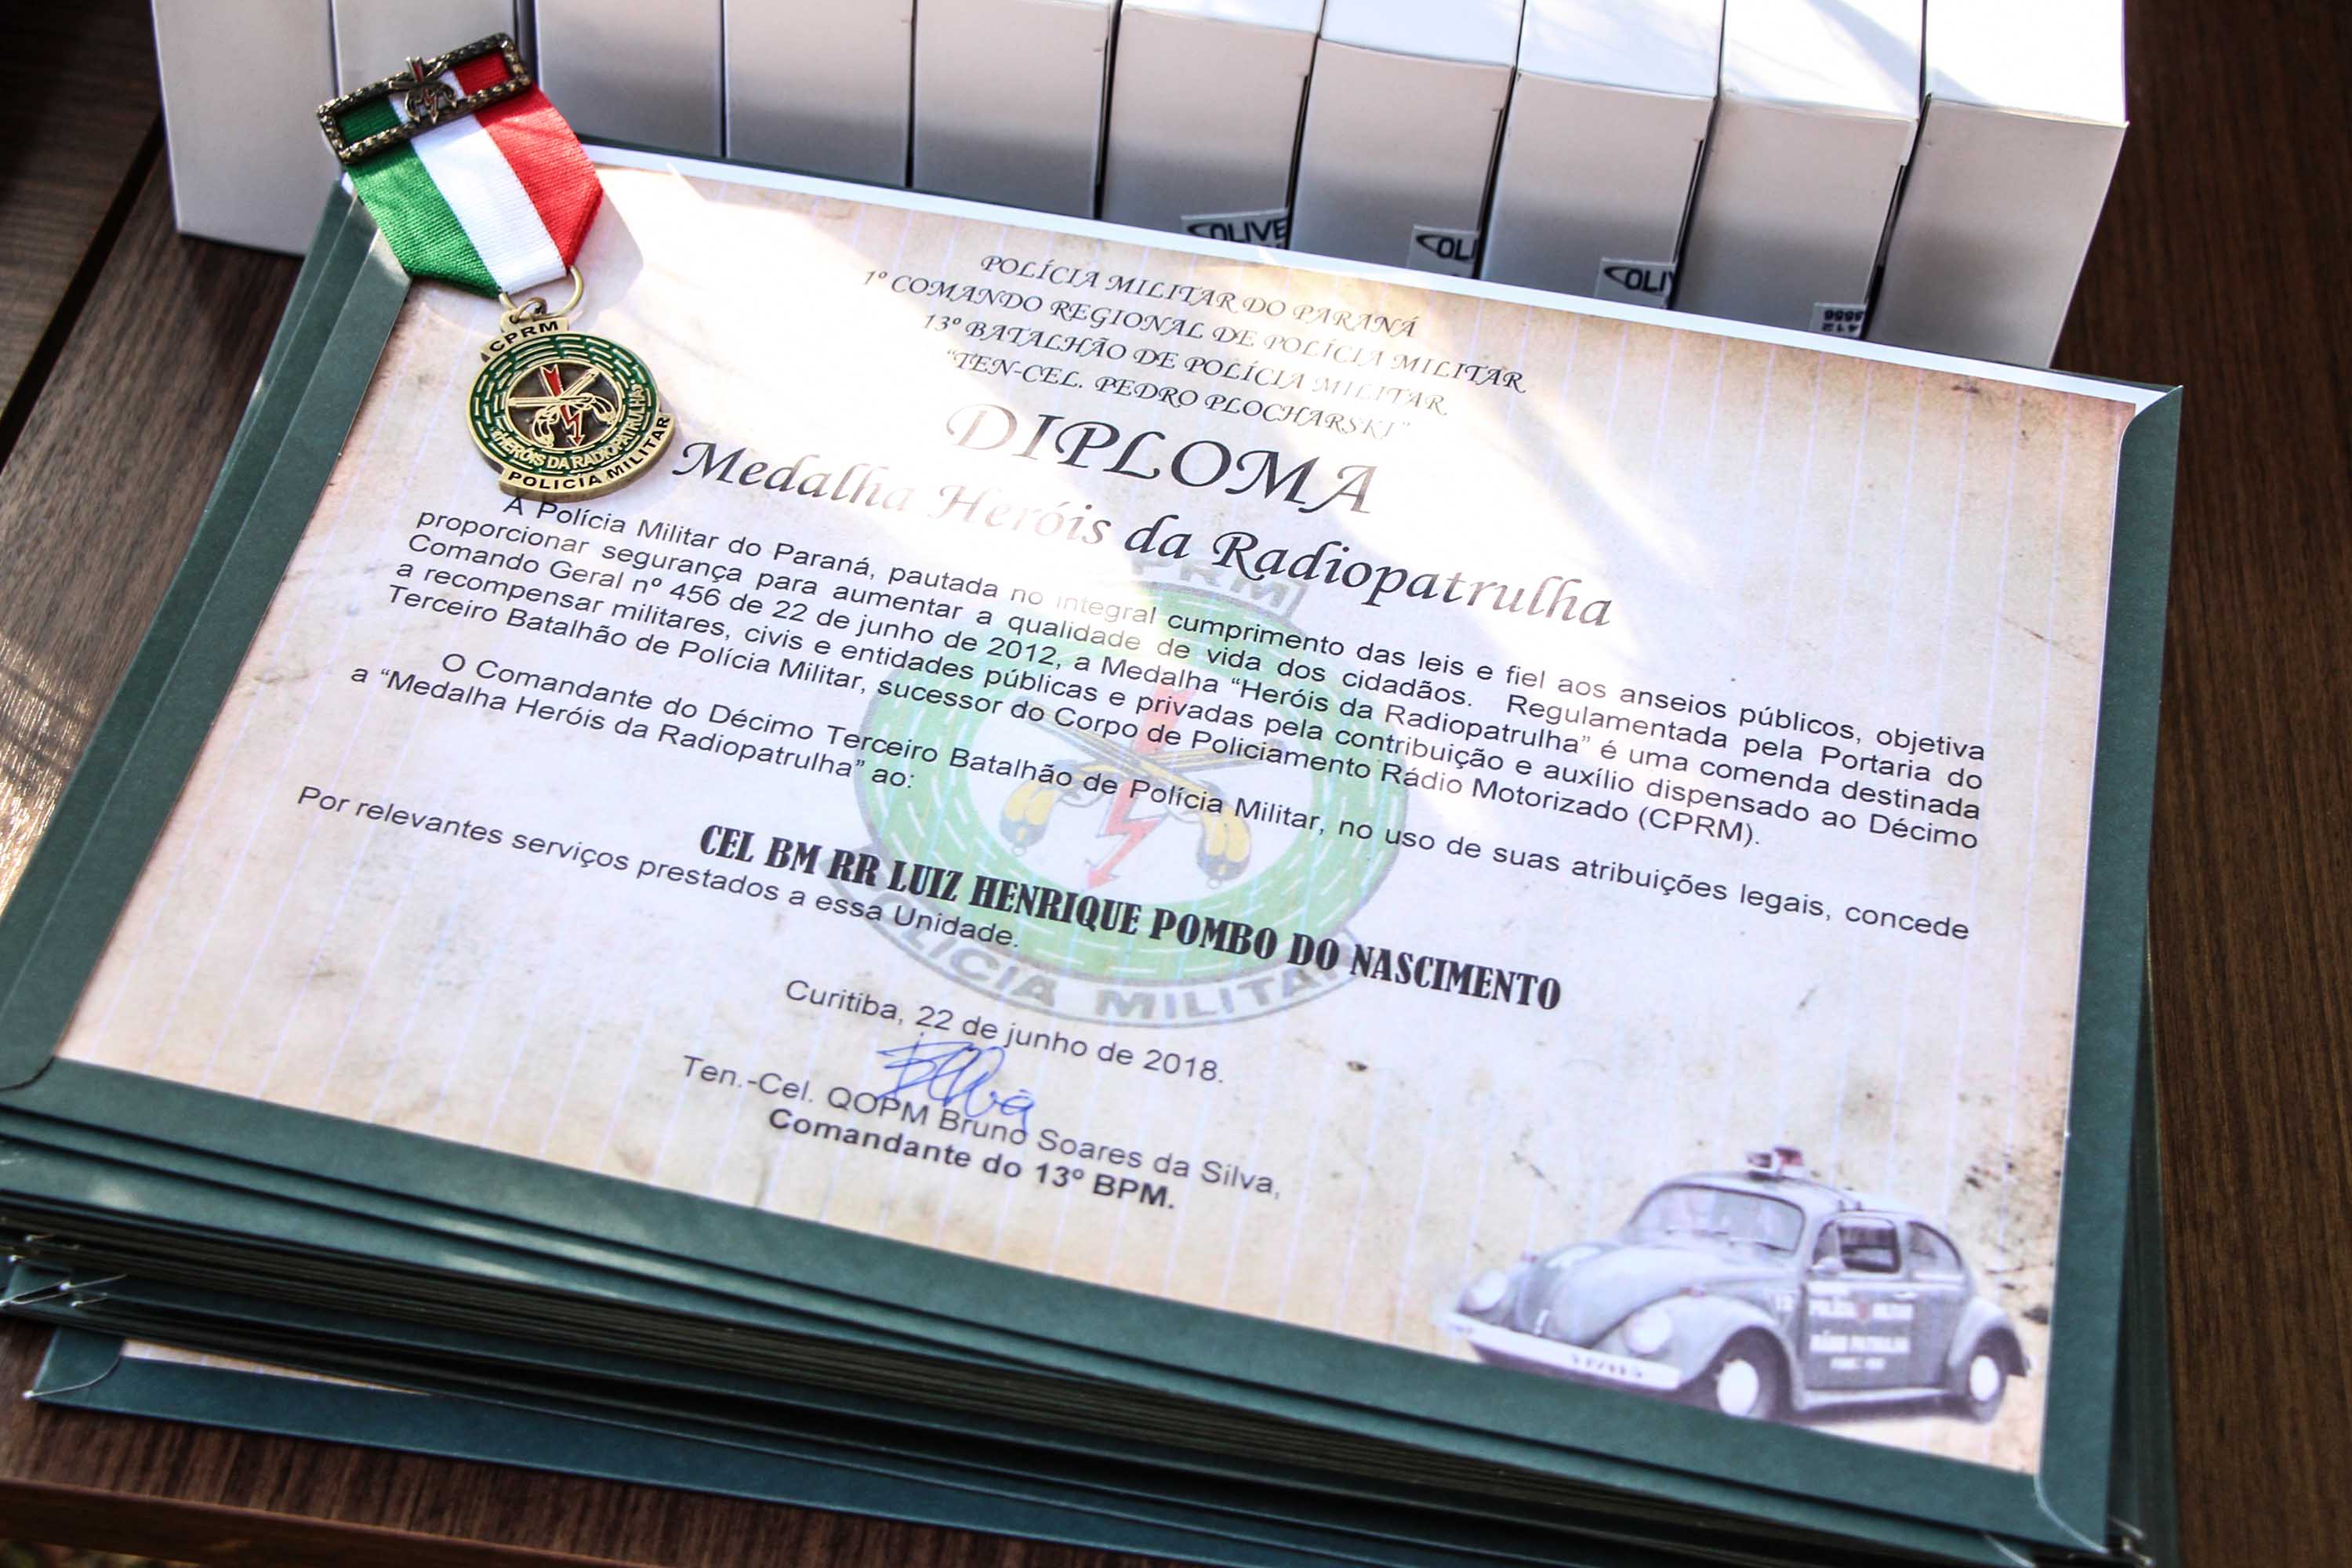 COLIVE
COLI
COLIV
CPRM
HERÓIS DA RADIOPATRULHA
POLÍCIA MILITAR
POLÍCIA MILITAR DO PARANÁ
1º COMANDO REGIONAL DE POLÍCIA MILITAR
13º BATALHÃO DE POLÍCIA MILITAR
“TEN-CEL. PEDRO PLOCHARSKI”
DIPLOMA
Medalha Heróis da Radiopatrulha
A Polícia Militar do Paraná, pautada no integral cumprimento das leis e fiel aos anseios públicos, objetiva
proporcionar segurança para aumentar a qualidade de vida dos cidadãos. Regulamentada pela Portaria do
Comando Geral nº 456 de 22 de junho de 2012, a Medalha “Heróis da Radiopatrulha” é uma comenda destinada
a recompensar militares, civis e entidades públicas e privadas pela contribuição e auxílio dispensado ao Décimo
Terceiro Batalhão de Polícia Militar, sucessor do Corpo de Policiamento Rádio Motorizado (CPRM).
O Comandante do Décimo Terceiro Batalhão de Polícia Militar, no uso de suas atribuições legais, concede
a “Medalha Heróis da Radiopatrulha” ao:
CEL BM RR LUIZ HENRIQUE POMBO DO NASCIMENTO
Por relevantes serviços prestados a essa Unidade.
Curitiba, 22 de junho de 2018.
Ten.-Cel. QOPM Bruno Soares da Silva,
Comandante do 13º BPM.
POLÍCIA MILITAR
RÁDIO PATRULHA